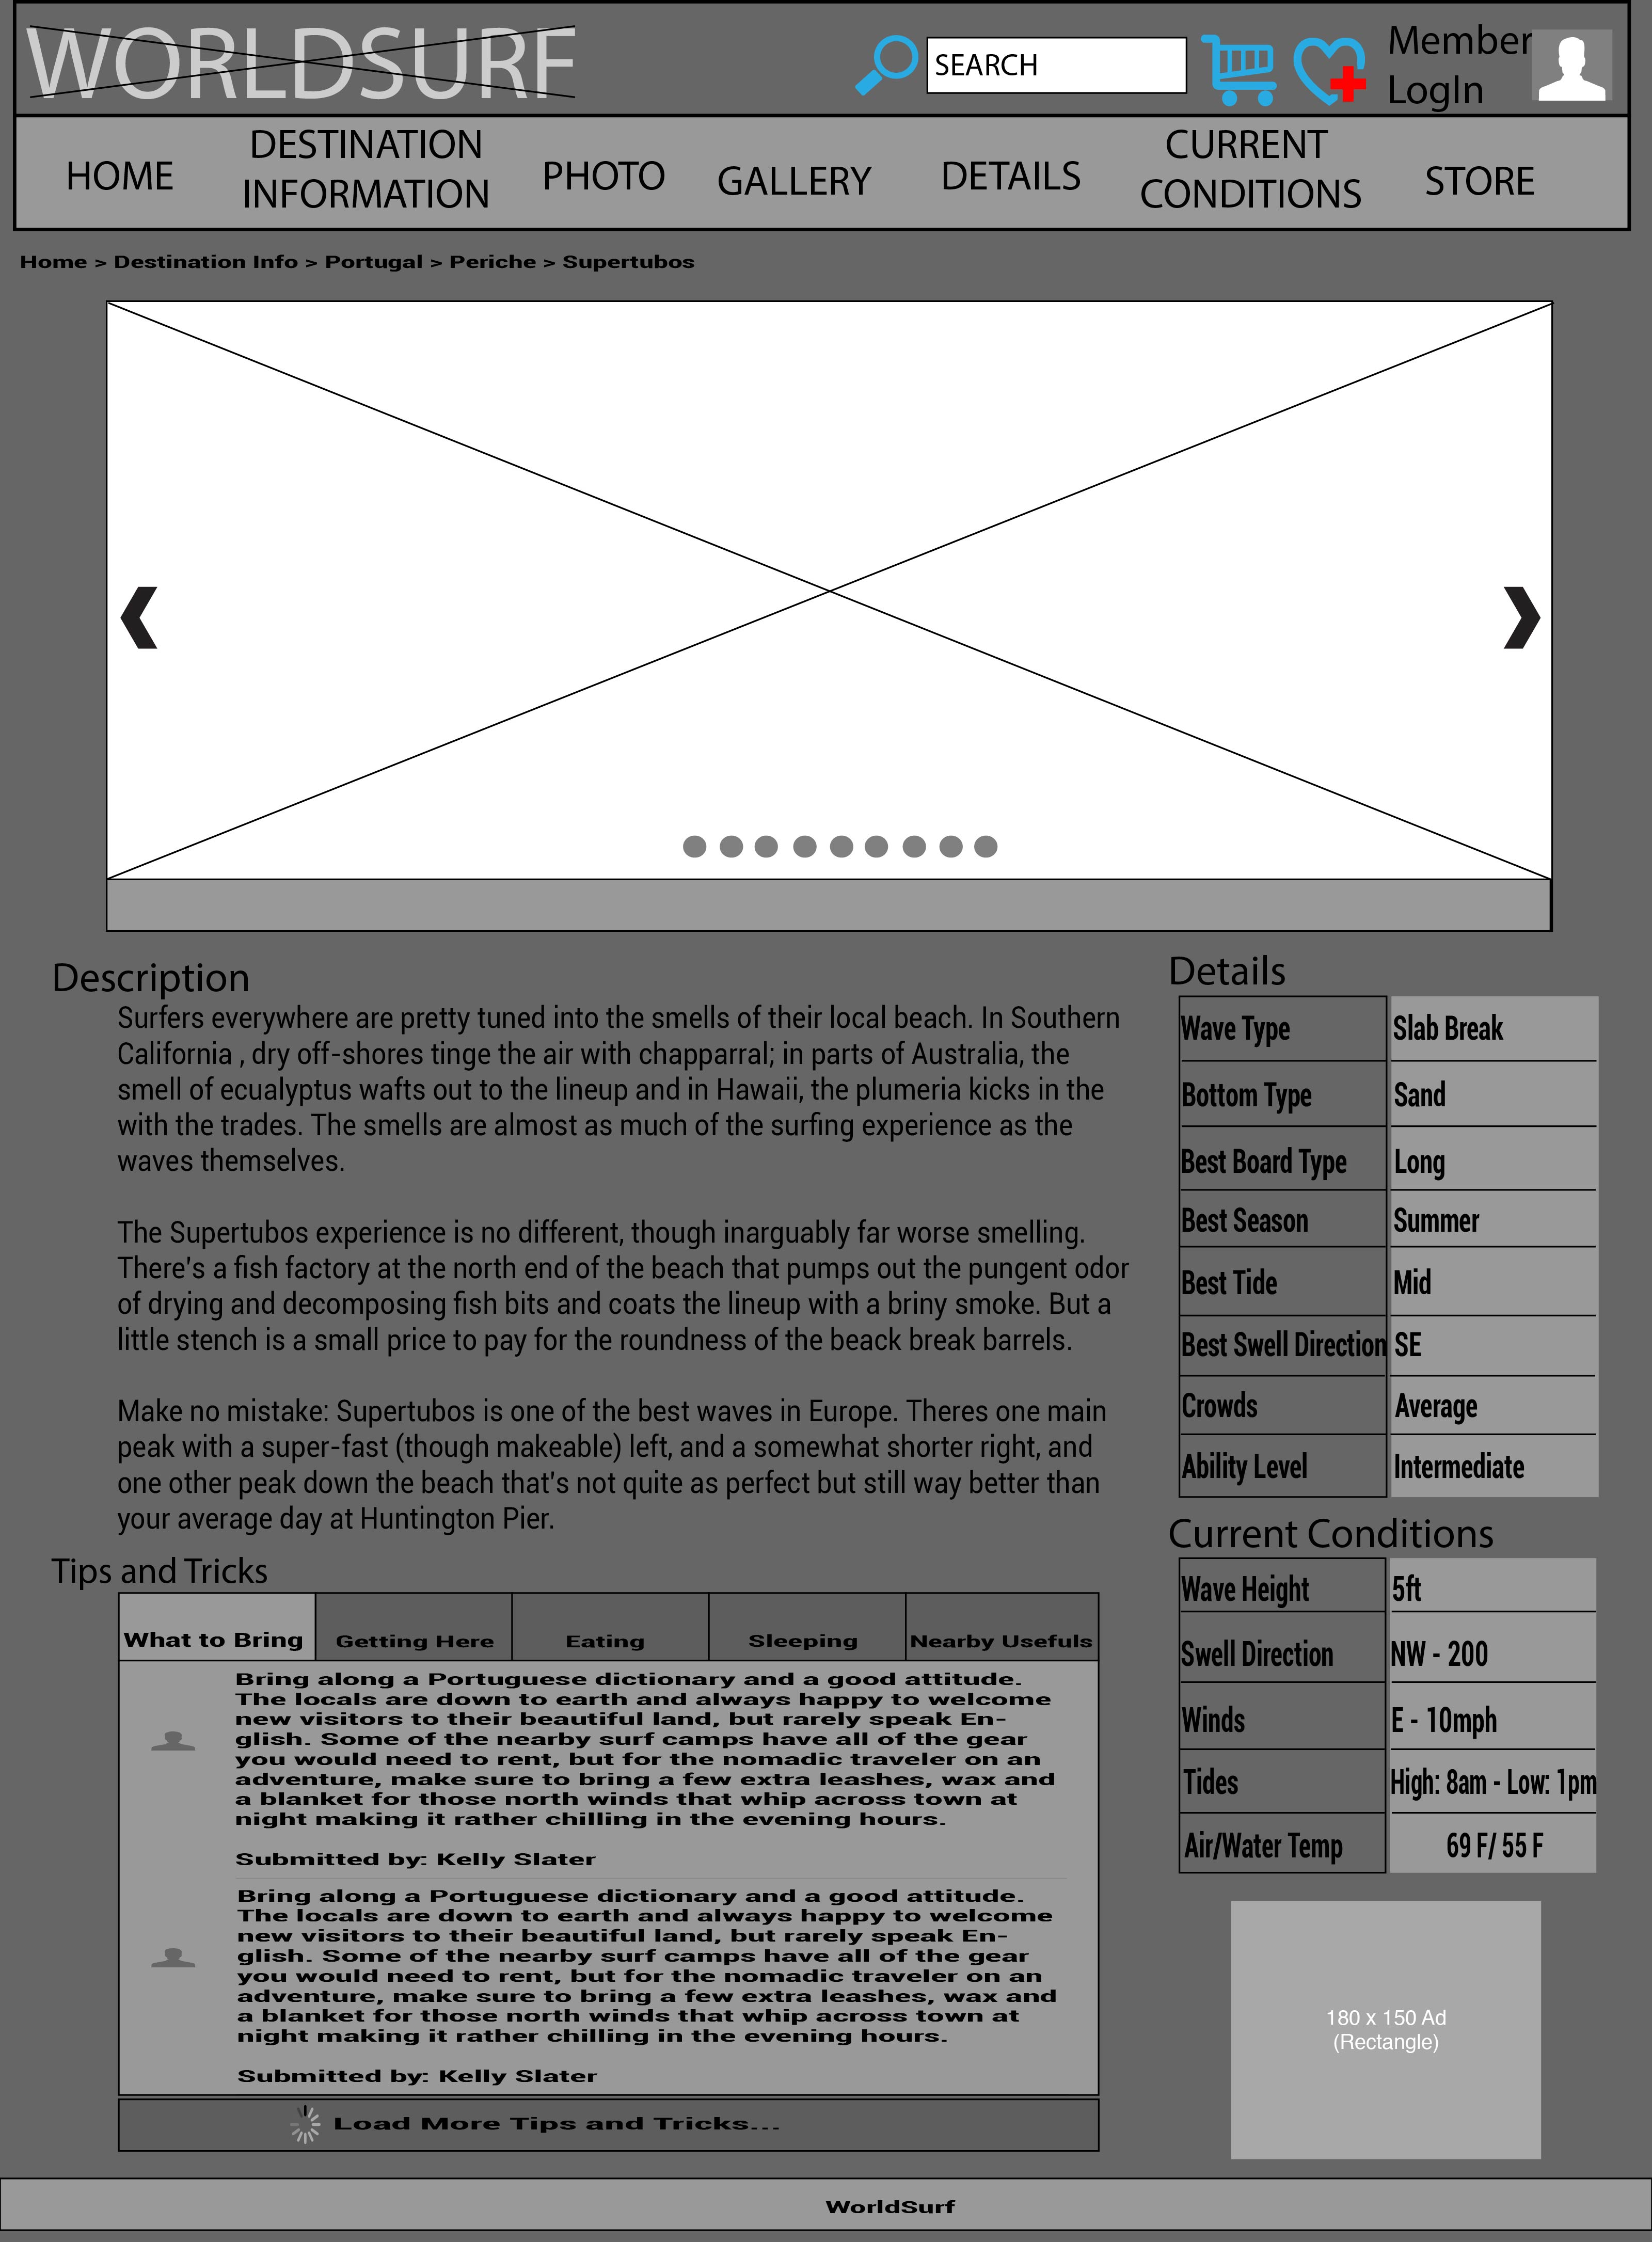 WORLDSURF
SEARCH
Member
LogIn
HOME
DESTINATION
INFORMATION
PHOTO
GALLERY
DETAILS
CURRENT
CONDITIONS
STORE
Home > Destination Info > Portugal > Periche > Supertubos
Description
Surfers everywhere are pretty tuned into the smells of their local beach. In Southern
California , dry off-shores tinge the air with chapparral; in parts of Australia, the
smell of ecualyptus wafts out to the lineup and in Hawaii, the plumeria kicks in the
with the trades. The smells are almost as much of the surfing experience as the
waves themselves.
The Supertubos experience is no different, though inarguably far worse smelling.
There's a fish factory at the north end of the beach that pumps out the pungent odor
of drying and decomposing fish bits and coats the lineup with a briny smoke. But a
little stench is a small price to pay for the roundness of the beack break barrels.
Make no mistake: Supertubos is one of the best waves in Europe. Theres one main
peak with a super-fast (though makeable) left, and a somewhat shorter right, and
one other peak down the beach that's not quite as perfect but still way better than
your average day at Huntington Pier.
Details
Wave Type Slab Break
Bottom Type Sand
Best Board Type Long
Best Season Summer
Best Tide Mid
Best Swell Direction SE
Crowds Average
Ability Level Intermediate
Current Conditions
Wave Height 5ft
Swell Direction NW - 200
Winds E - 10mph
Tides High: 8am - Low: 1pm
Air/Water Temp 69 F/ 55 F
Tips and Tricks
What to Bring Getting Here Eating Sleeping Nearby Usefuls
Bring along a Portuguese dictionary and a good attitude.
The locals are down to earth and always happy to welcome
new visitors to their beautiful land, but rarely speak En-
glish. Some of the nearby surf camps have all of the gear
you would need to rent, but for the nomadic traveler on an
adventure, make sure to bring a few extra leashes, wax and
a blanket for those north winds that whip across town at
night making it rather chilling in the evening hours.
Submitted by: Kelly Slater
Bring along a Portuguese dictionary and a good attitude.
The locals are down to earth and always happy to welcome
new visitors to their beautiful land, but rarely speak En-
glish. Some of the nearby surf camps have all of the gear
you would need to rent, but for the nomadic traveler on an
adventure, make sure to bring a few extra leashes, wax and
a blanket for those north winds that whip across town at
night making it rather chilling in the evening hours.
Submitted by: Kelly Slater
Load More Tips and Tricks...
180 x 150 Ad
(Rectangle)
WorldSurf